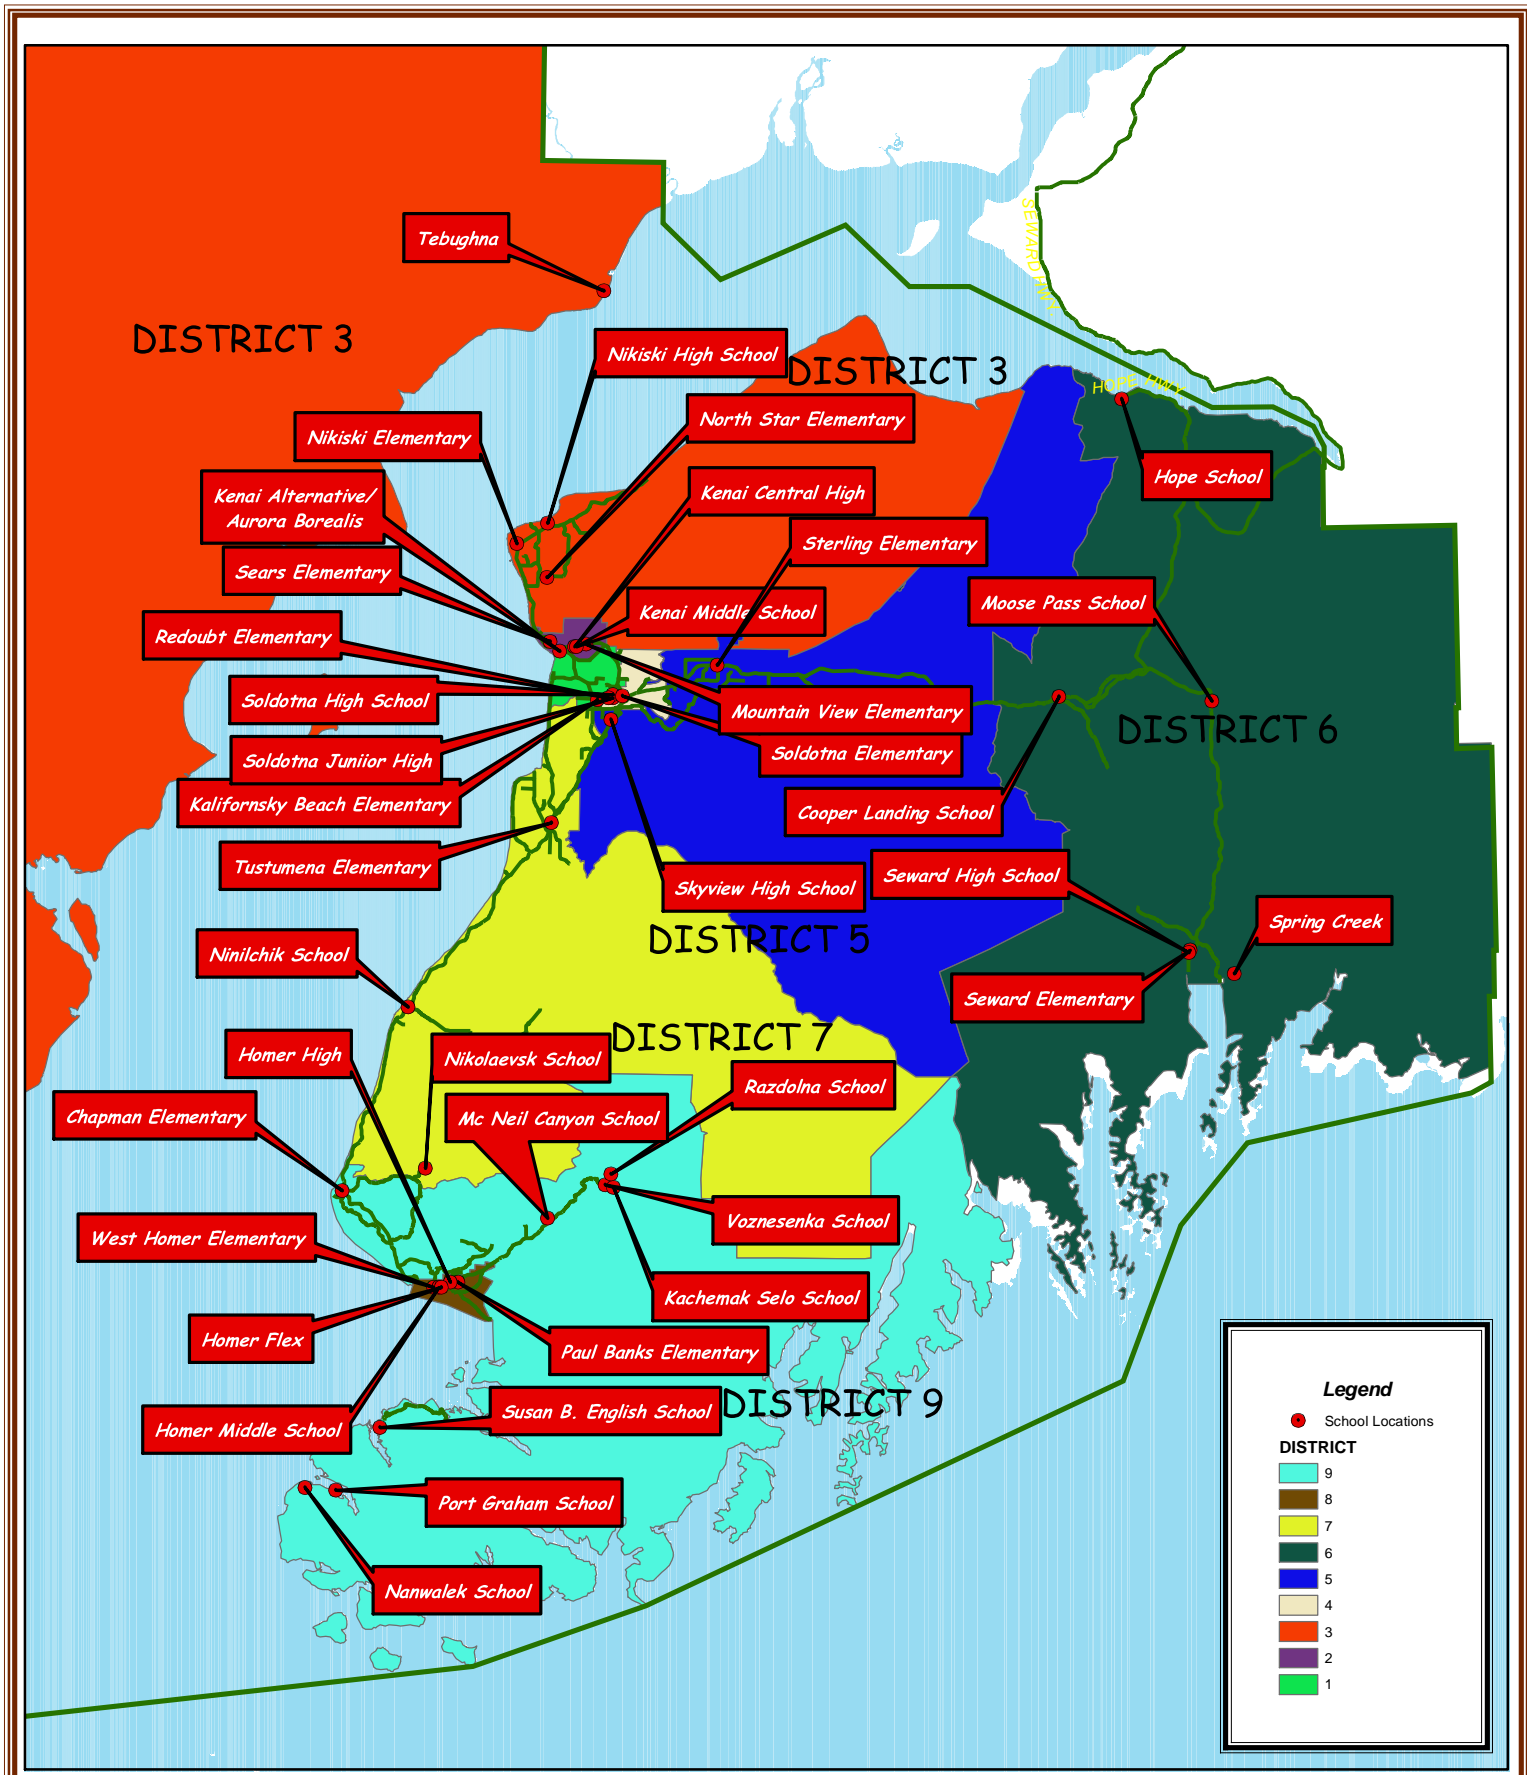 SEWARD HWY.
Tebughna
DISTRICT 3
Nikiski High School
DISTRICT 3
HOPE HWY
North Star Elementary
Nikiski Elementary
Hope School
Kenai Alternative/
Aurora Borealis
Kenai Central High
Sterling Elementary
Sears Elementary
Moose Pass School
Kenai Middle School
Redoubt Elementary
Soldotna High School
Mountain View Elementary
DISTRICT 6
Soldotna Juniior High
Soldotna Elementary
Kalifornsky Beach Elementary
Cooper Landing School
Tustumena Elementary
Skyview High School
Seward High School
Spring Creek
DISTRICT 5
Ninilchik School
Seward Elementary
DISTRICT 7
Homer High
Nikolaevsk School
Razdolna School
Chapman Elementary
Mc Neil Canyon School
Voznesenka School
West Homer Elementary
Kachemak Selo School
Homer Flex
Paul Banks Elementary
DISTRICT 9
Susan B. English School
Homer Middle School
Port Graham School
Nanwalek School
Legend
School Locations
DISTRICT
9
8
7
6
5
4
3
2
1